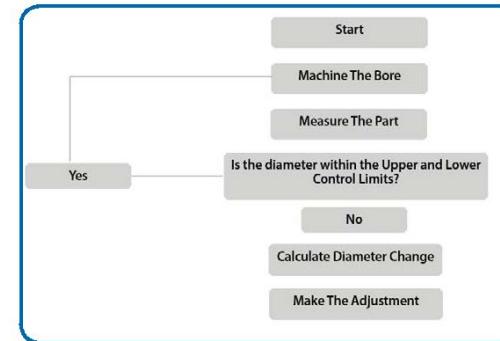 Start
Machine The Bore
Measure The Part
Yes
Is the diameter within the Upper and Lower
Control Limits?
No
Calculate Diameter Change
Make The Adjustment